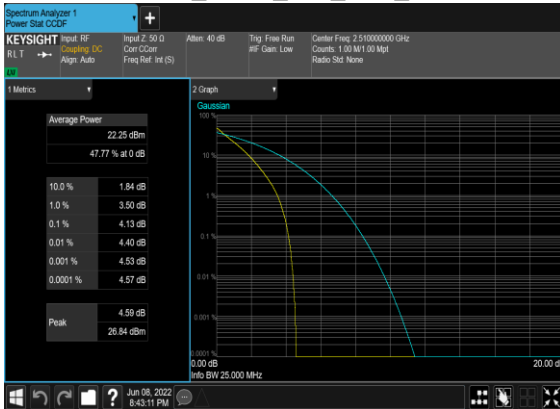 Spectrum Analyzer 1
Power Stat CCDF
+
KEYSIGHT
RLT
LV
Input: RF
Coupling: DC
Align: Auto
Input Z: 50 Ω
Corr CCorr
Freq Ref: Int (S)
Atten: 40 dB
Trig: Free Run
#IF Gain: Low
Center Freq: 2.510000000 GHz
Counts: 1.00 M/1.00 Mpt
Radio Std: None
1 Metrics
Average Power
22.25 dBm
47.77 % at 0 dB
10.0 % 1.84 dB
1.0 % 3.50 dB
0.1 % 4.13 dB
0.01 % 4.40 dB
0.001 % 4.53 dB
0.0001 % 4.57 dB
Peak
4.59 dB
26.84 dBm
2 Graph
Gaussian
100 %
10 %
1 %
0.1 %
0.01 %
0.001 %
0.0001 %
0.00 dB
20.00 d
Info BW 25.000 MHz
?
Jun 08, 2022
8:43:11 PM